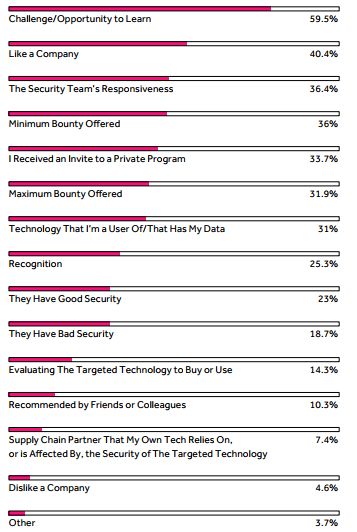 Challenge/Opportunity to Learn 59.5%
Like a Company 40.4%
The Security Team's Responsiveness 36.4%
Minimum Bounty Offered 36%
I Received an Invite to a Private Program 33.7%
Maximum Bounty Offered 31.9%
Technology That I'm a User Of/That Has My Data 31%
Recognition 25.3%
They Have Good Security 23%
They Have Bad Security 18.7%
Evaluating The Targeted Technology to Buy or Use 14.3%
Recommended by Friends or Colleagues 10.3%
Supply Chain Partner That My Own Tech Relies On, 7.4%
or is Affected By, the Security of The Targeted Technology
Dislike a Company 4.6%
Other 3.7%